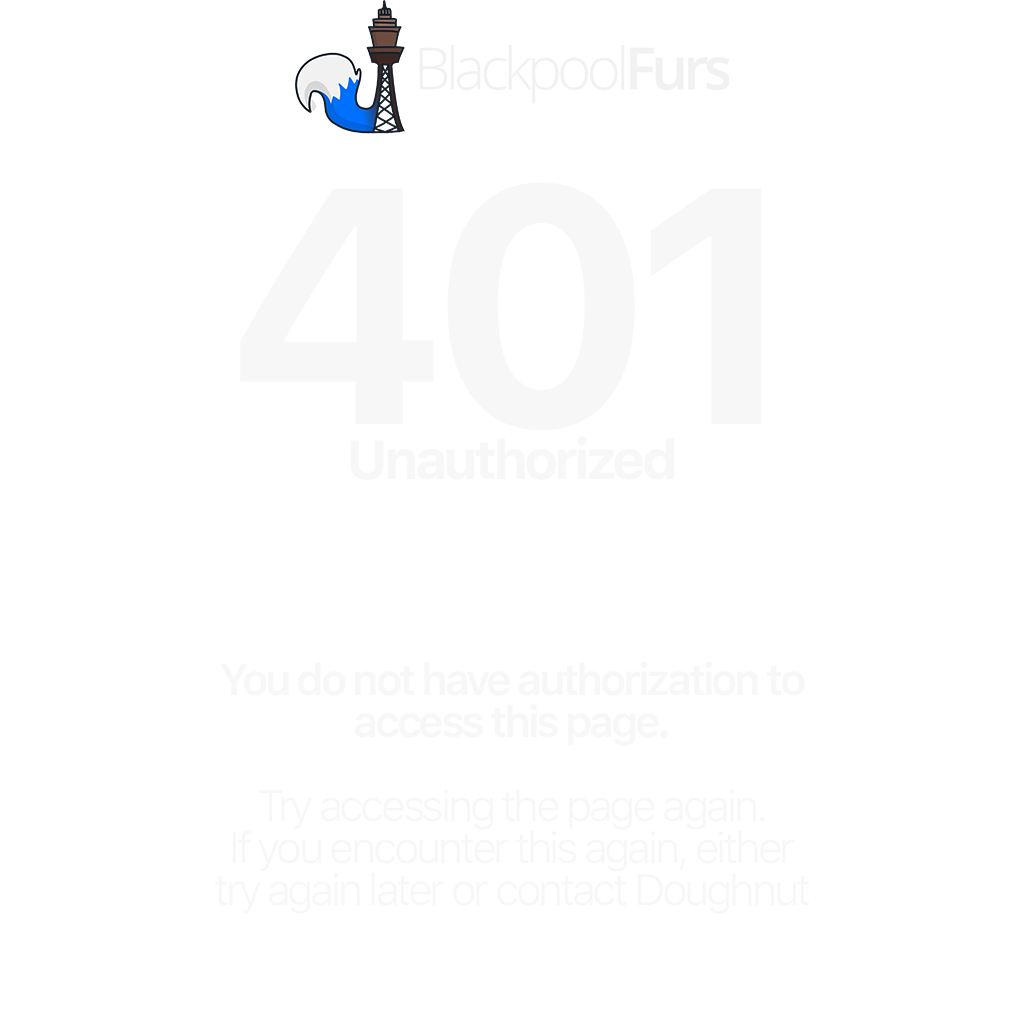 BlackpoolFurs
401
Unauthorized
You do not have authorization to
access this page.
Try accessing the page again.
If you encounter this again, either
try again later or contact Doughnut